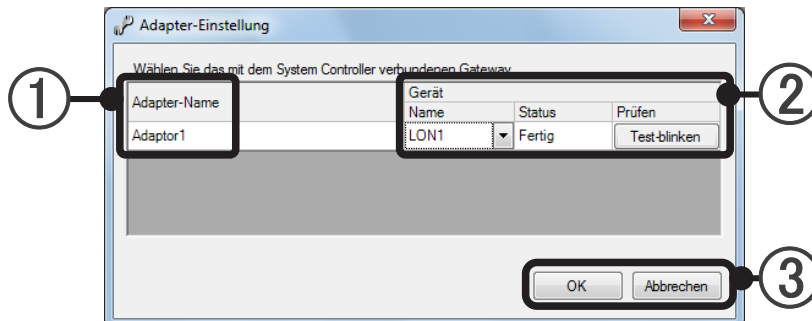 Adapter-Einstellung
Wählen Sie das mit dem System Controller verbundenen Gateway
1
Adapter-Name
Gerät
2
Name Status Prüfen
Adaptor1 LON1 Fertig Test-blinken
OK Abbrechen
3